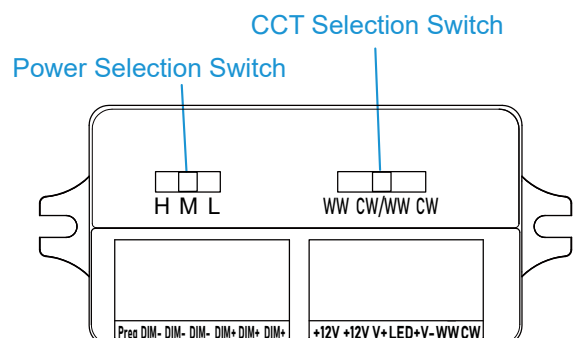 CCT Selection Switch
Power Selection Switch
H M L
WW CW/WW CW
Preq DIM- DIM- DIM- DIM+ DIM+ DIM+
+12V +12V V+ LED+ V- WW CW